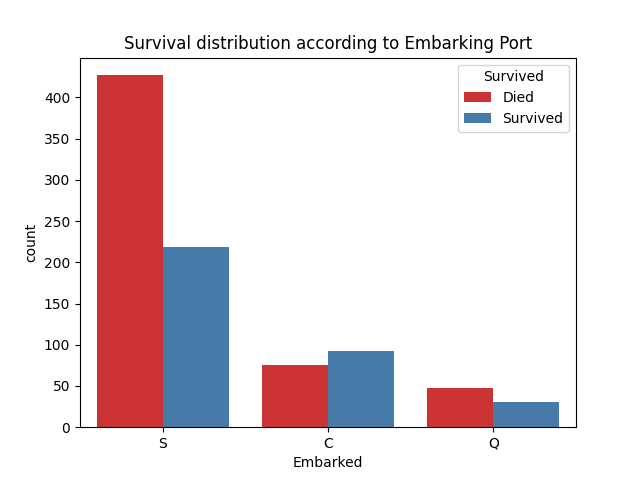 Survival distribution according to Embarking Port
Survived
Died
Survived
400
350
300
250
200
150
100
50
0
count
S C Q
Embarked